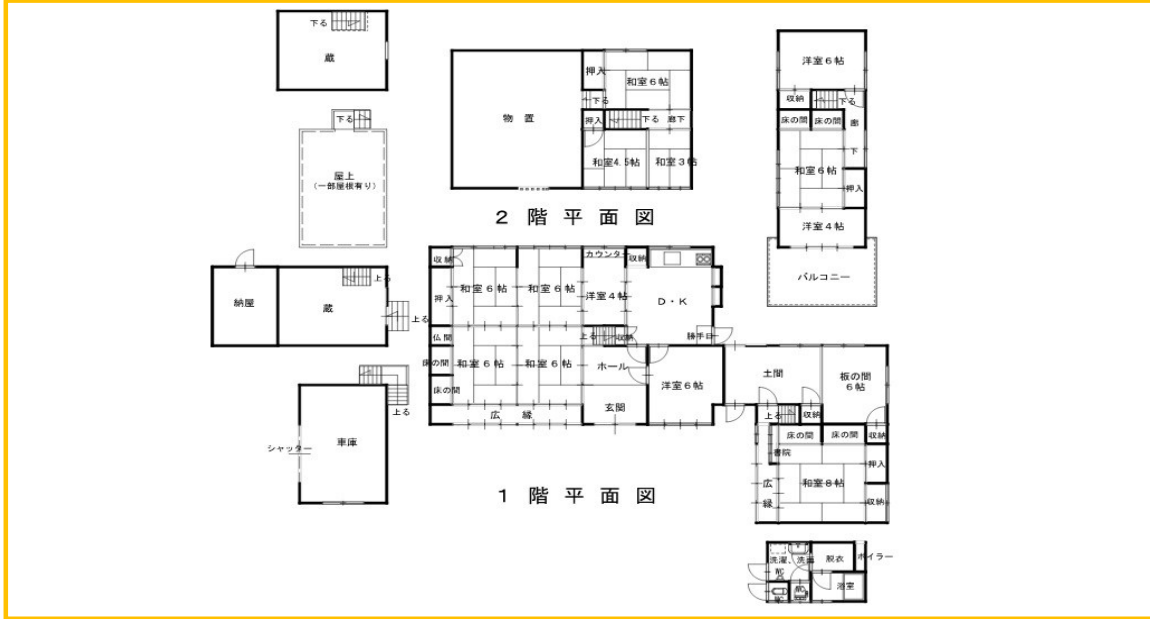 下る
蔵
下る
屋上
(一部屋根有り)
納屋
蔵
上る
上る
上る
車庫
シャッター
物置
押入
和室6帖
下る
押入
下る
廊下
和室4.5帖
和室3帖
2階平面図
収納
和室6帖
和室6帖
カウンター
収納
押入
洋室4帖
D・K
仏間
上る
収納
勝手口
床の間
和室6帖
和室6帖
ホール
洋室6帖
床の間
広縁
玄関
1階平面図
洋室6帖
収納
下る
床の間
床の間
廊下
和室6帖
押入
洋室4帖
バルコニー
土間
板の間
6帖
上る
収納
床の間
床の間
収納
書院
押入
広縁
和室8帖
収納
洗濯、洗面
脱衣
ボイラー
浴室